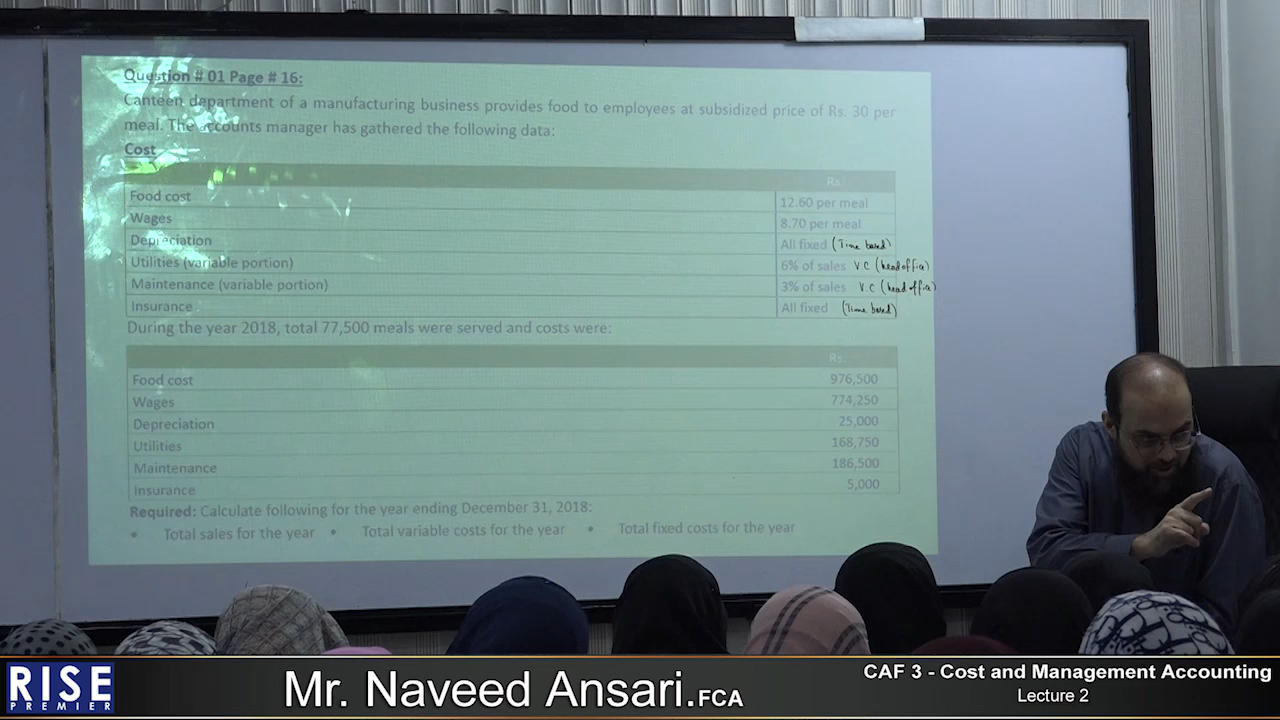 Question # 01 Page # 16:
Canteen department of a manufacturing business provides food to employees at subsidized price of Rs. 30 per
meal. The accounts manager has gathered the following data:
Cost
Rs.
Food cost 12.60 per meal
Wages 8.70 per meal
Depreciation All fixed (Time based)
Utilities (variable portion) 6% of sales V.C (head office)
Maintenance (variable portion) 3% of sales V.C (head office)
Insurance All fixed (Time based)
During the year 2018, total 77,500 meals were served and costs were:
Rs.
Food cost 976,500
Wages 774,250
Depreciation 25,000
Utilities 168,750
Maintenance 186,500
Insurance 5,000
Required: Calculate following for the year ending December 31, 2018:
• Total sales for the year • Total variable costs for the year • Total fixed costs for the year
RISE
PREMIER
Mr. Naveed Ansari.FCA
CAF 3 - Cost and Management Accounting
Lecture 2